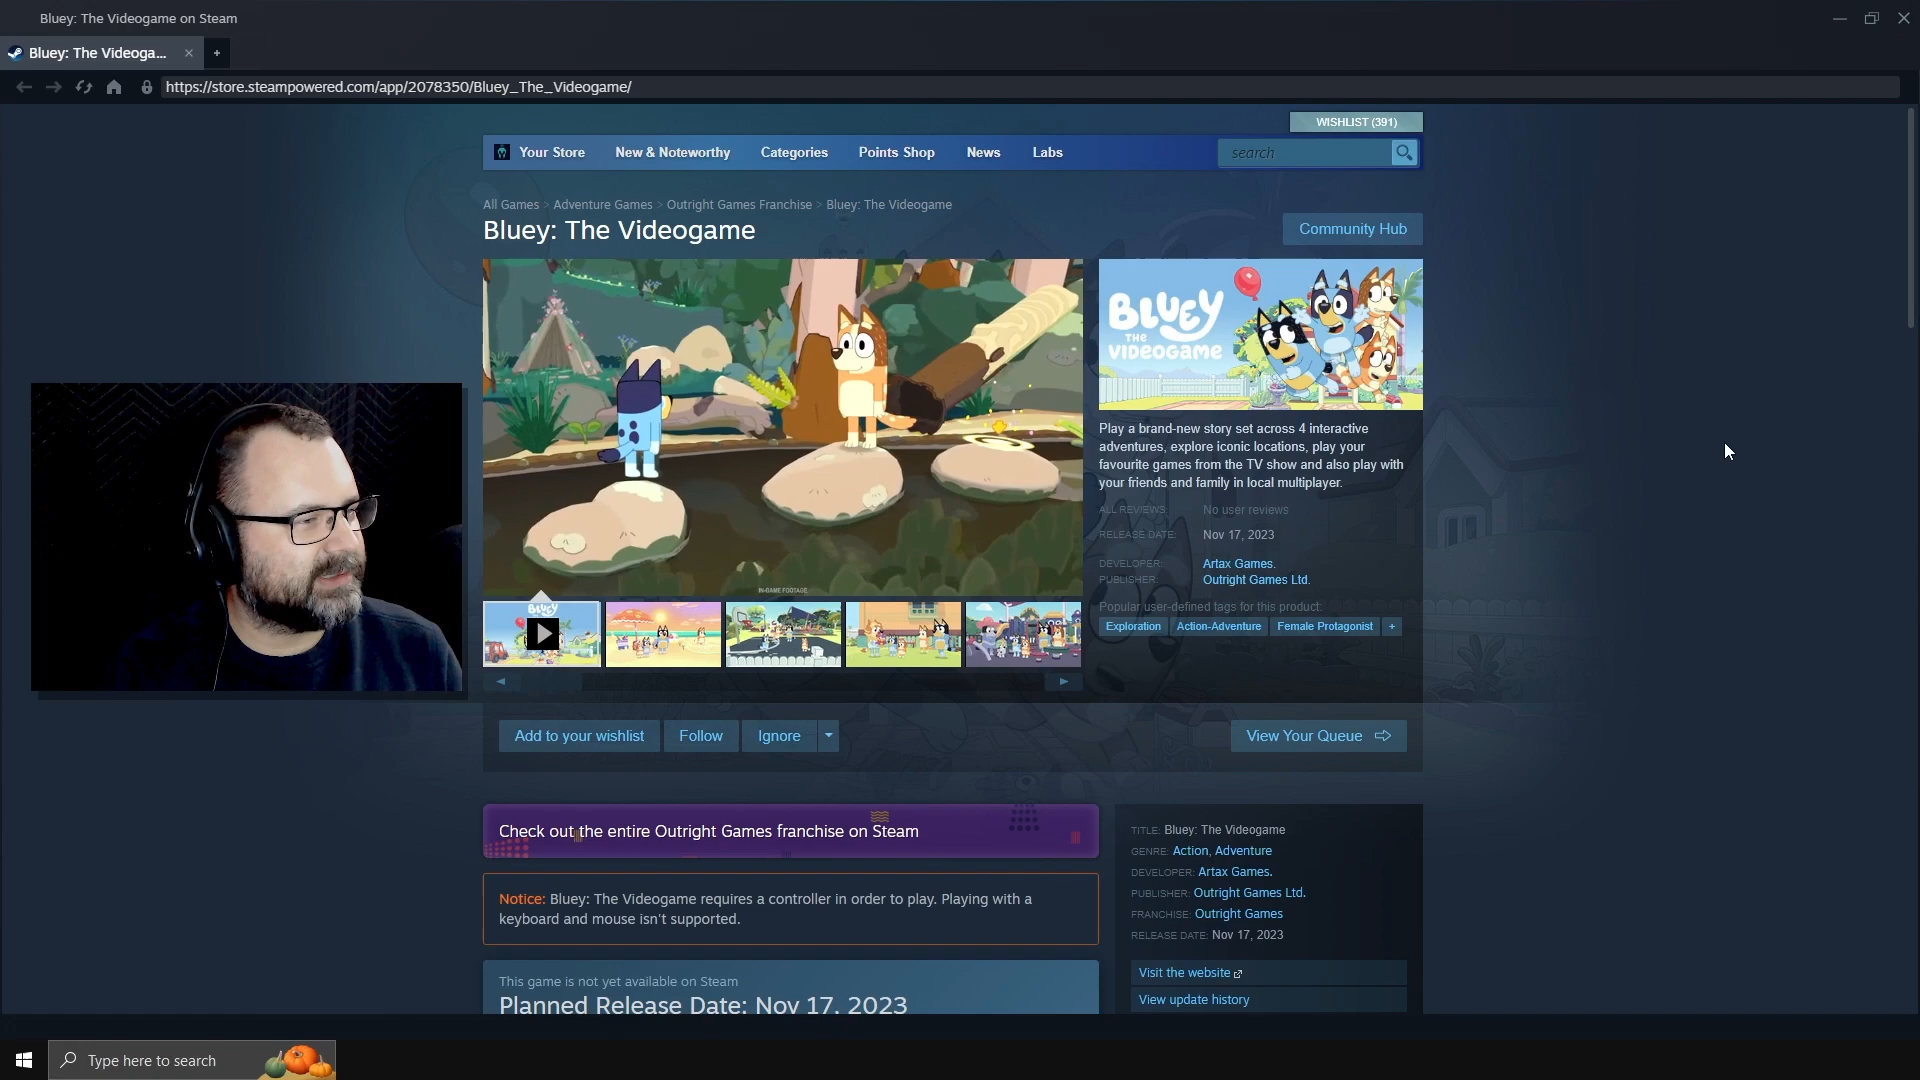 Bluey: The Videogame on Steam
Bluey: The Videoga...
https://store.steampowered.com/app/2078350/Bluey_The_Videogame/
WISHLIST (391)
Your Store New & Noteworthy Categories Points Shop News Labs search
All Games > Adventure Games > Outright Games Franchise > Bluey: The Videogame
Bluey: The Videogame
Community Hub
BLUEY
THE
VIDEOGAME
Play a brand-new story set across 4 interactive
adventures, explore iconic locations, play your
favourite games from the TV show and also play with
your friends and family in local multiplayer.
ALL REVIEWS: No user reviews
RELEASE DATE: Nov 17, 2023
DEVELOPER: Artax Games.
PUBLISHER: Outright Games Ltd.
Popular user-defined tags for this product:
Exploration Action-Adventure Female Protagonist +
IN-GAME FOOTAGE
BLUEY
Add to your wishlist Follow Ignore View Your Queue
Check out the entire Outright Games franchise on Steam
Notice: Bluey: The Videogame requires a controller in order to play. Playing with a
keyboard and mouse isn't supported.
This game is not yet available on Steam
Planned Release Date: Nov 17, 2023
TITLE: Bluey: The Videogame
GENRE: Action, Adventure
DEVELOPER: Artax Games.
PUBLISHER: Outright Games Ltd.
FRANCHISE: Outright Games
RELEASE DATE: Nov 17, 2023
Visit the website
View update history
Type here to search